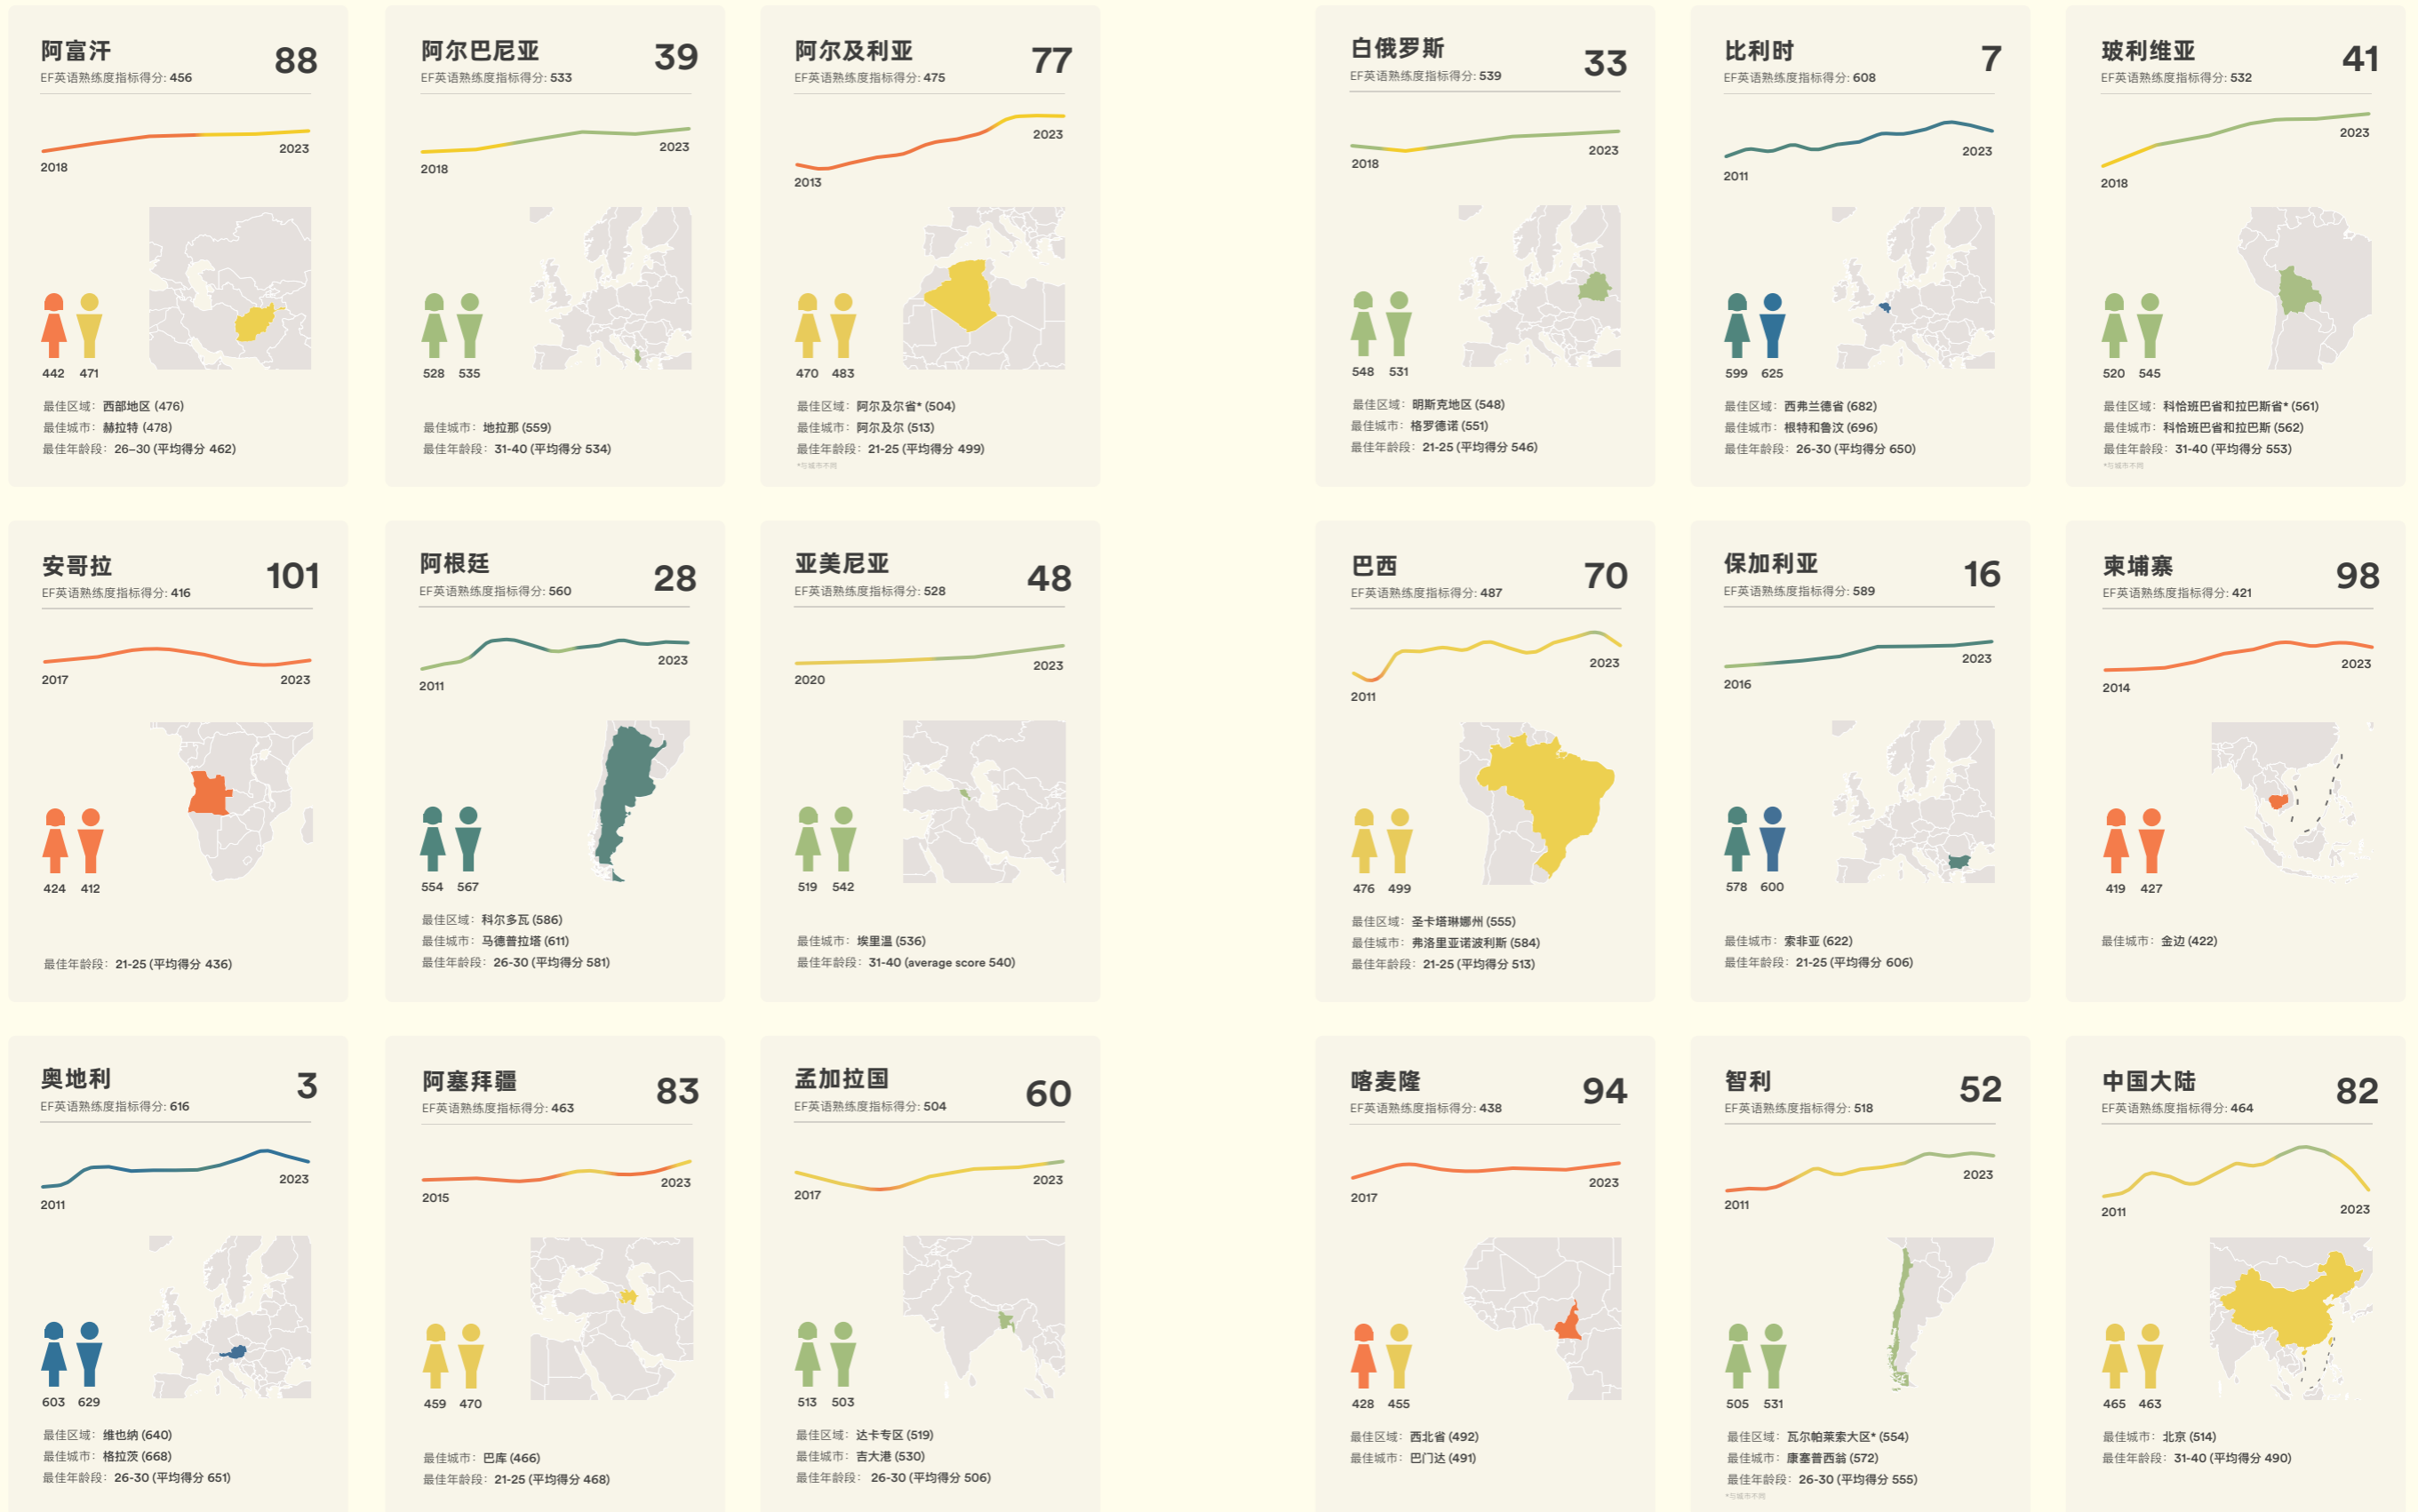 阿富汗
88
EF英语熟练度指标得分: 456
2018
2023
442 471
最佳区域： 西部地区 (476)
最佳城市： 赫拉特 (478)
最佳年龄段： 26–30 (平均得分 462)
阿尔巴尼亚
39
EF英语熟练度指标得分: 533
2018
2023
528 535
最佳城市： 地拉那 (559)
最佳年龄段： 31-40 (平均得分 534)
阿尔及利亚
77
EF英语熟练度指标得分: 475
2013
2023
470 483
最佳区域： 阿尔及尔省* (504)
最佳城市： 阿尔及尔 (513)
最佳年龄段： 21-25 (平均得分 499)
*与城市不同
白俄罗斯
33
EF英语熟练度指标得分: 539
2018
2023
548 531
最佳区域： 明斯克地区 (548)
最佳城市： 格罗德诺 (551)
最佳年龄段： 21-25 (平均得分 546)
比利时
7
EF英语熟练度指标得分: 608
2011
2023
599 625
最佳区域： 西弗兰德省 (682)
最佳城市： 根特和鲁汶 (696)
最佳年龄段： 26-30 (平均得分 650)
玻利维亚
41
EF英语熟练度指标得分: 532
2018
2023
520 545
最佳区域： 科恰班巴省和拉巴斯省* (561)
最佳城市： 科恰班巴省和拉巴斯 (562)
最佳年龄段： 31-40 (平均得分 553)
*与城市不同
安哥拉
101
EF英语熟练度指标得分: 416
2017
2023
424 412
最佳年龄段： 21-25 (平均得分 436)
阿根廷
28
EF英语熟练度指标得分: 560
2011
2023
554 567
最佳区域： 科尔多瓦 (586)
最佳城市： 马德普拉塔 (611)
最佳年龄段： 26-30 (平均得分 581)
亚美尼亚
48
EF英语熟练度指标得分: 528
2020
2023
519 542
最佳城市： 埃里温 (536)
最佳年龄段： 31-40 (average score 540)
巴西
70
EF英语熟练度指标得分: 487
2011
2023
476 499
最佳区域： 圣卡塔琳娜州 (555)
最佳城市： 弗洛里亚诺波利斯 (584)
最佳年龄段： 21-25 (平均得分 513)
保加利亚
16
EF英语熟练度指标得分: 589
2016
2023
578 600
最佳城市： 索非亚 (622)
最佳年龄段： 21-25 (平均得分 606)
柬埔寨
98
EF英语熟练度指标得分: 421
2014
2023
419 427
最佳城市： 金边 (422)
奥地利
3
EF英语熟练度指标得分: 616
2011
2023
603 629
最佳区域： 维也纳 (640)
最佳城市： 格拉茨 (668)
最佳年龄段： 26-30 (平均得分 651)
阿塞拜疆
83
EF英语熟练度指标得分: 463
2015
2023
459 470
最佳城市： 巴库 (466)
最佳年龄段： 21-25 (平均得分 468)
孟加拉国
60
EF英语熟练度指标得分: 504
2017
2023
513 503
最佳区域： 达卡专区 (519)
最佳城市： 吉大港 (530)
最佳年龄段： 26-30 (平均得分 506)
喀麦隆
94
EF英语熟练度指标得分: 438
2017
2023
428 455
最佳区域： 西北省 (492)
最佳城市： 巴门达 (491)
智利
52
EF英语熟练度指标得分: 518
2011
2023
505 531
最佳区域： 瓦尔帕莱索大区* (554)
最佳城市： 康塞普西翁 (572)
最佳年龄段： 26-30 (平均得分 555)
*与城市不同
中国大陆
82
EF英语熟练度指标得分: 464
2011
2023
465 463
最佳城市： 北京 (514)
最佳年龄段： 31-40 (平均得分 490)